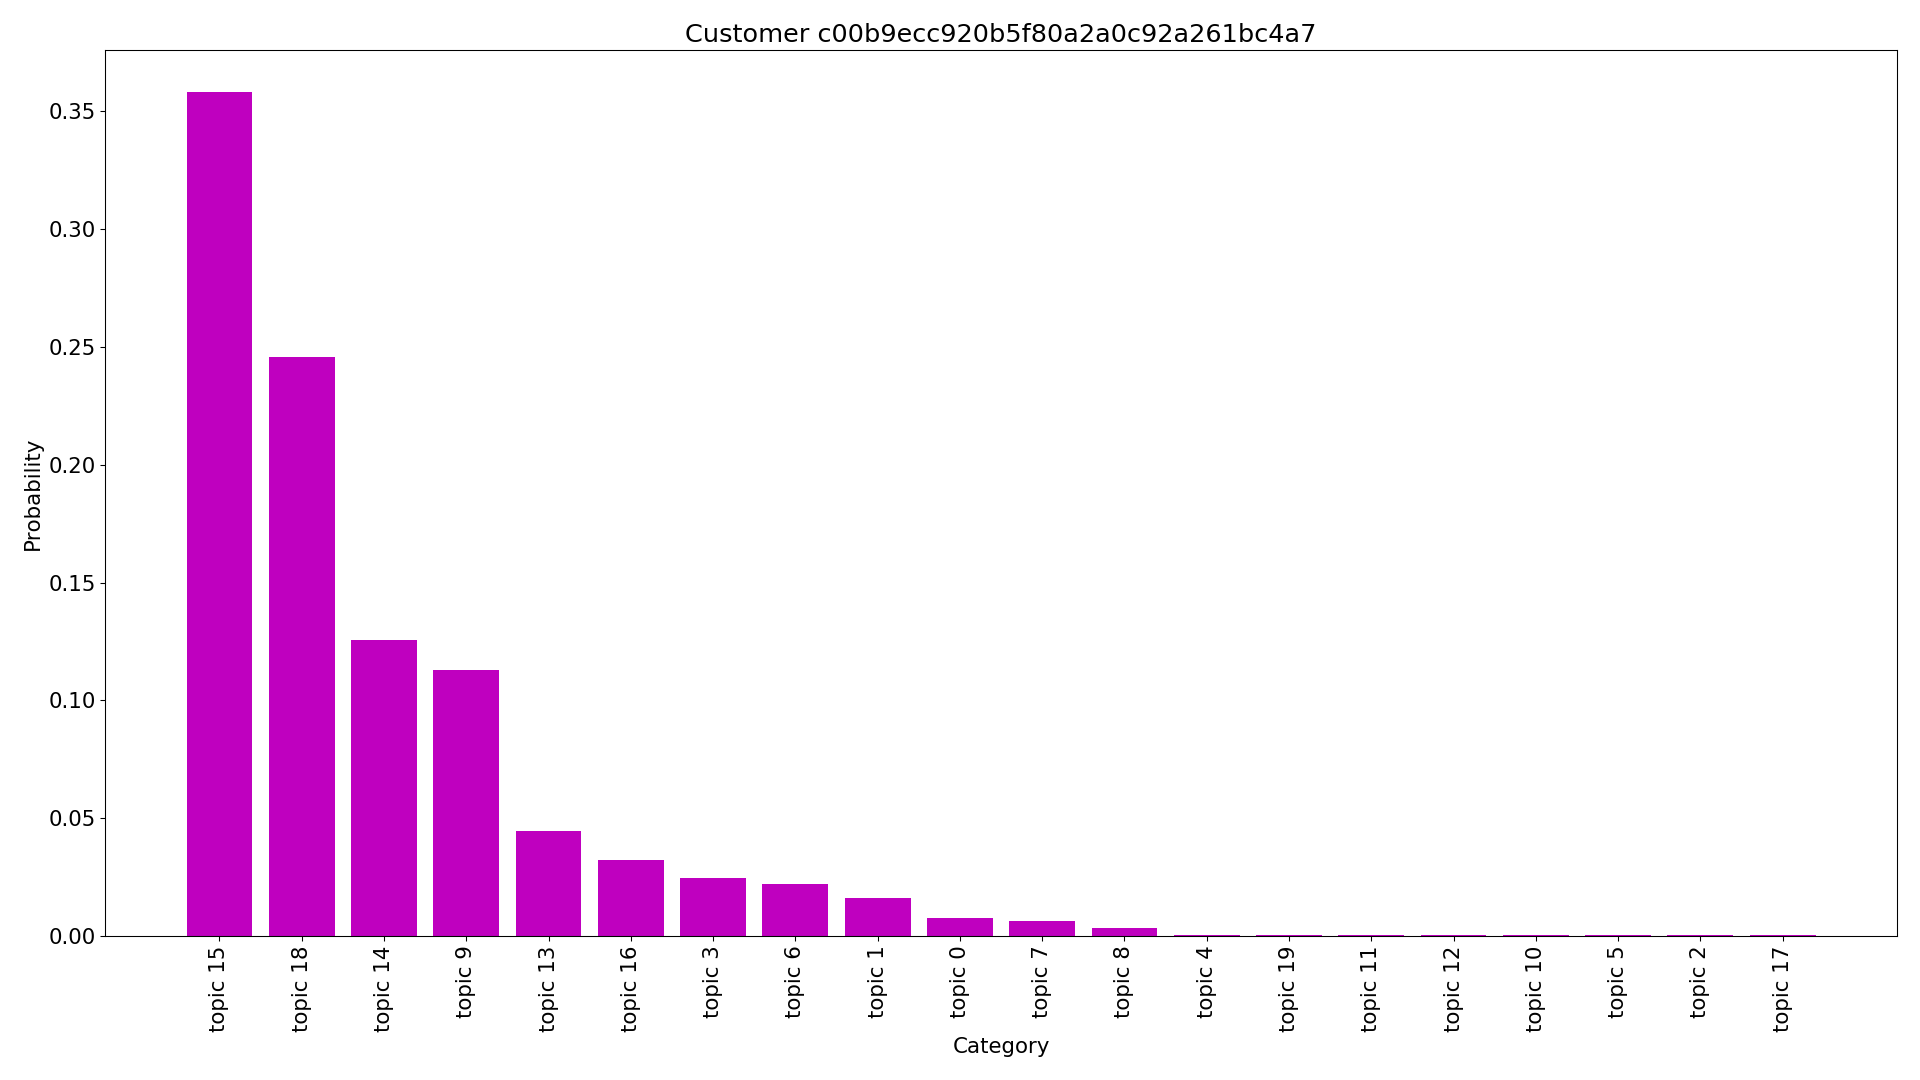 Customer c00b9ecc920b5f80a2a0c92a261bc4a7
Probability
0.35
0.30
0.25
0.20
0.15
0.10
0.05
0.00
topic 15
topic 18
topic 14
topic 9
topic 13
topic 16
topic 3
topic 6
topic 1
topic 0
topic 7
topic 8
topic 4
topic 19
topic 11
topic 12
topic 10
topic 5
topic 2
topic 17
Category